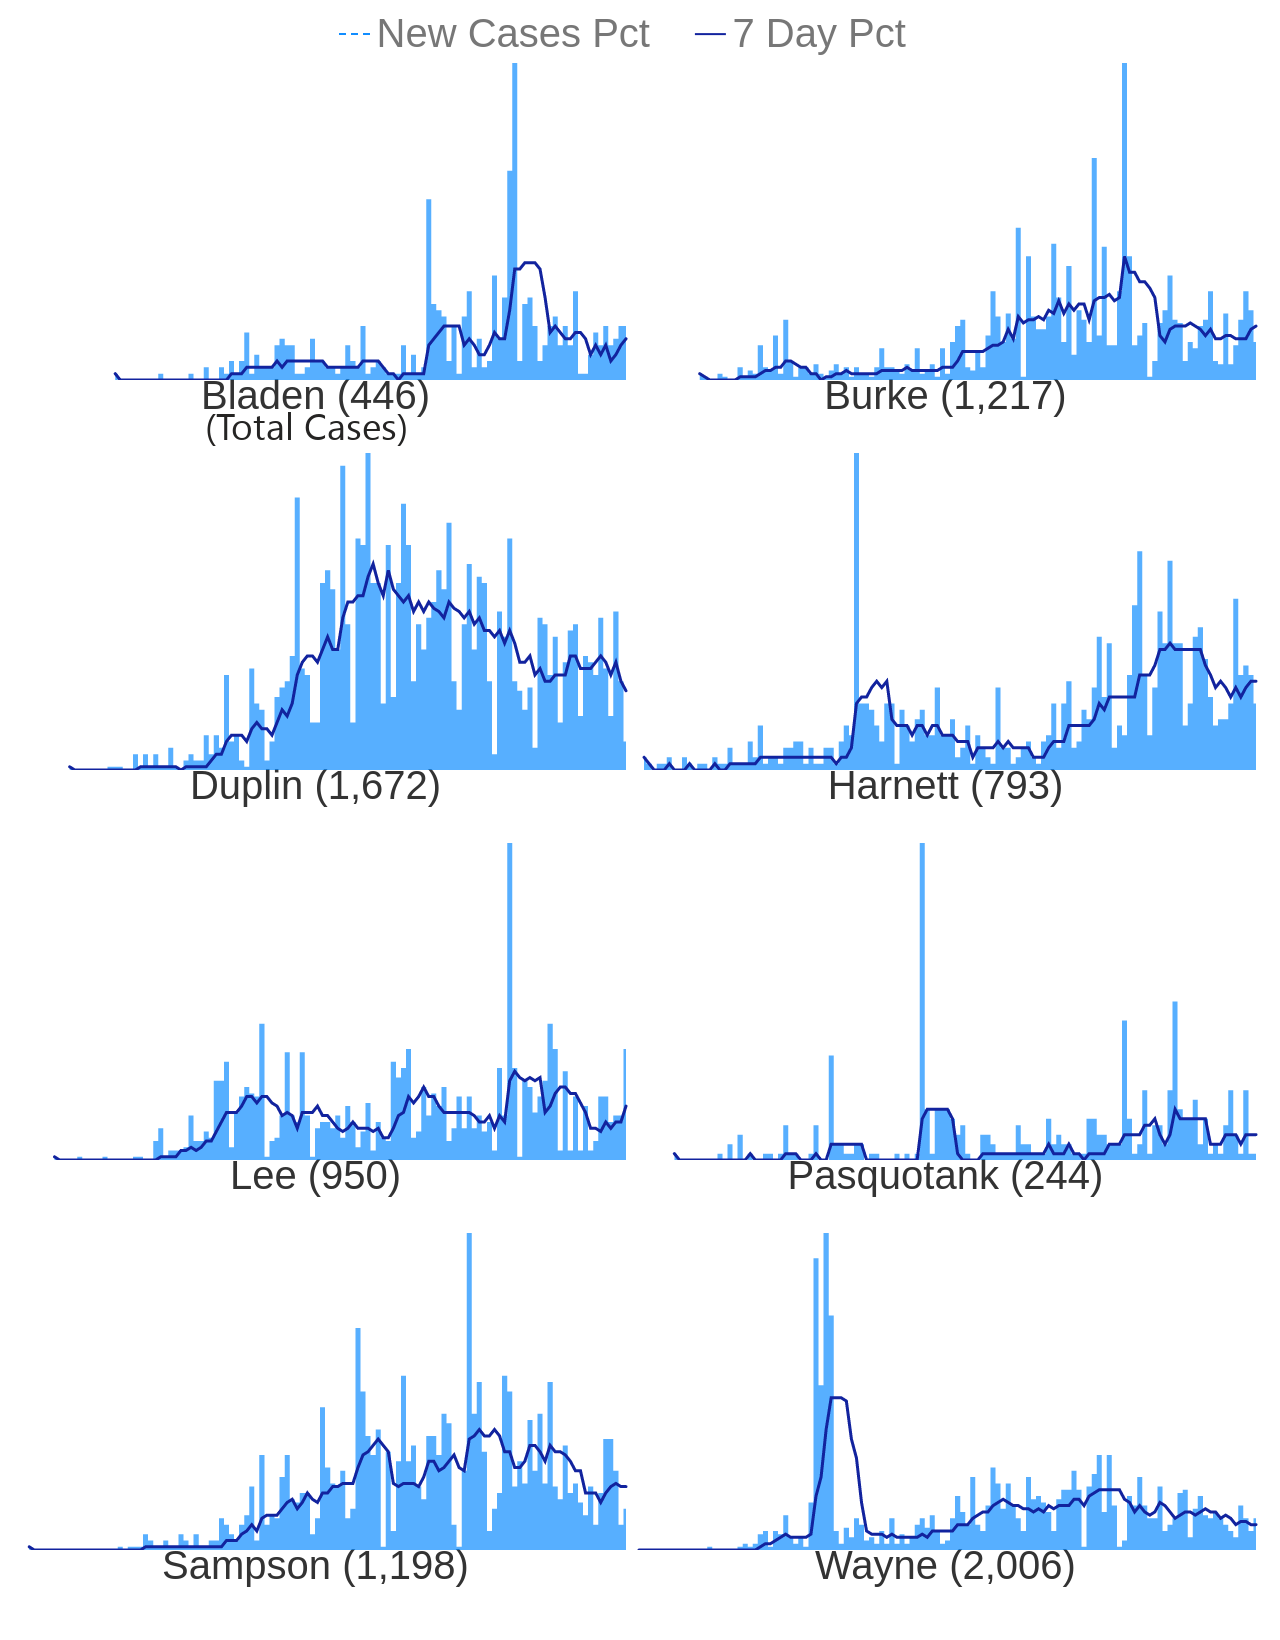 New Cases Pct 7 Day Pct
Bladen (446) Burke (1,217)
(Total Cases)
Duplin (1,672) Harnett (793)
Lee (950) Pasquotank (244)
Sampson (1,198) Wayne (2,006)